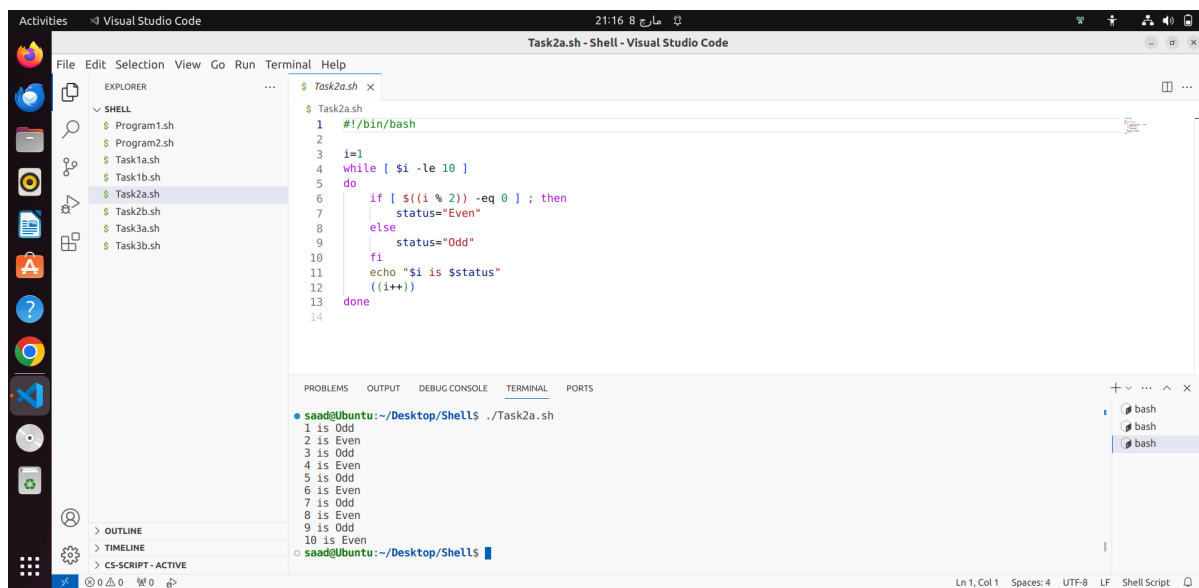 Activities
Visual Studio Code
21:16 8 مارچ
Task2a.sh - Shell - Visual Studio Code
File Edit Selection View Go Run Terminal Help
EXPLORER
SHELL
$ Program1.sh
$ Program2.sh
$ Task1a.sh
$ Task1b.sh
$ Task2a.sh
$ Task2b.sh
$ Task3a.sh
$ Task3b.sh
OUTLINE
TIMELINE
CS-SCRIPT - ACTIVE
$ Task2a.sh
$ Task2a.sh
1 #!/bin/bash
2
3 i=1
4 while [ $i -le 10 ]
5 do
6 if [ $((i % 2)) -eq 0 ] ; then
7 status="Even"
8 else
9 status="Odd"
10 fi
11 echo "$i is $status"
12 ((i++))
13 done
14
PROBLEMS OUTPUT DEBUG CONSOLE TERMINAL PORTS
saad@Ubuntu:~/Desktop/Shell$ ./Task2a.sh
1 is Odd
2 is Even
3 is Odd
4 is Even
5 is Odd
6 is Even
7 is Odd
8 is Even
9 is Odd
10 is Even
saad@Ubuntu:~/Desktop/Shell$
bash
bash
bash
0 0 0 Ln 1, Col 1 Spaces: 4 UTF-8 LF Shell Script